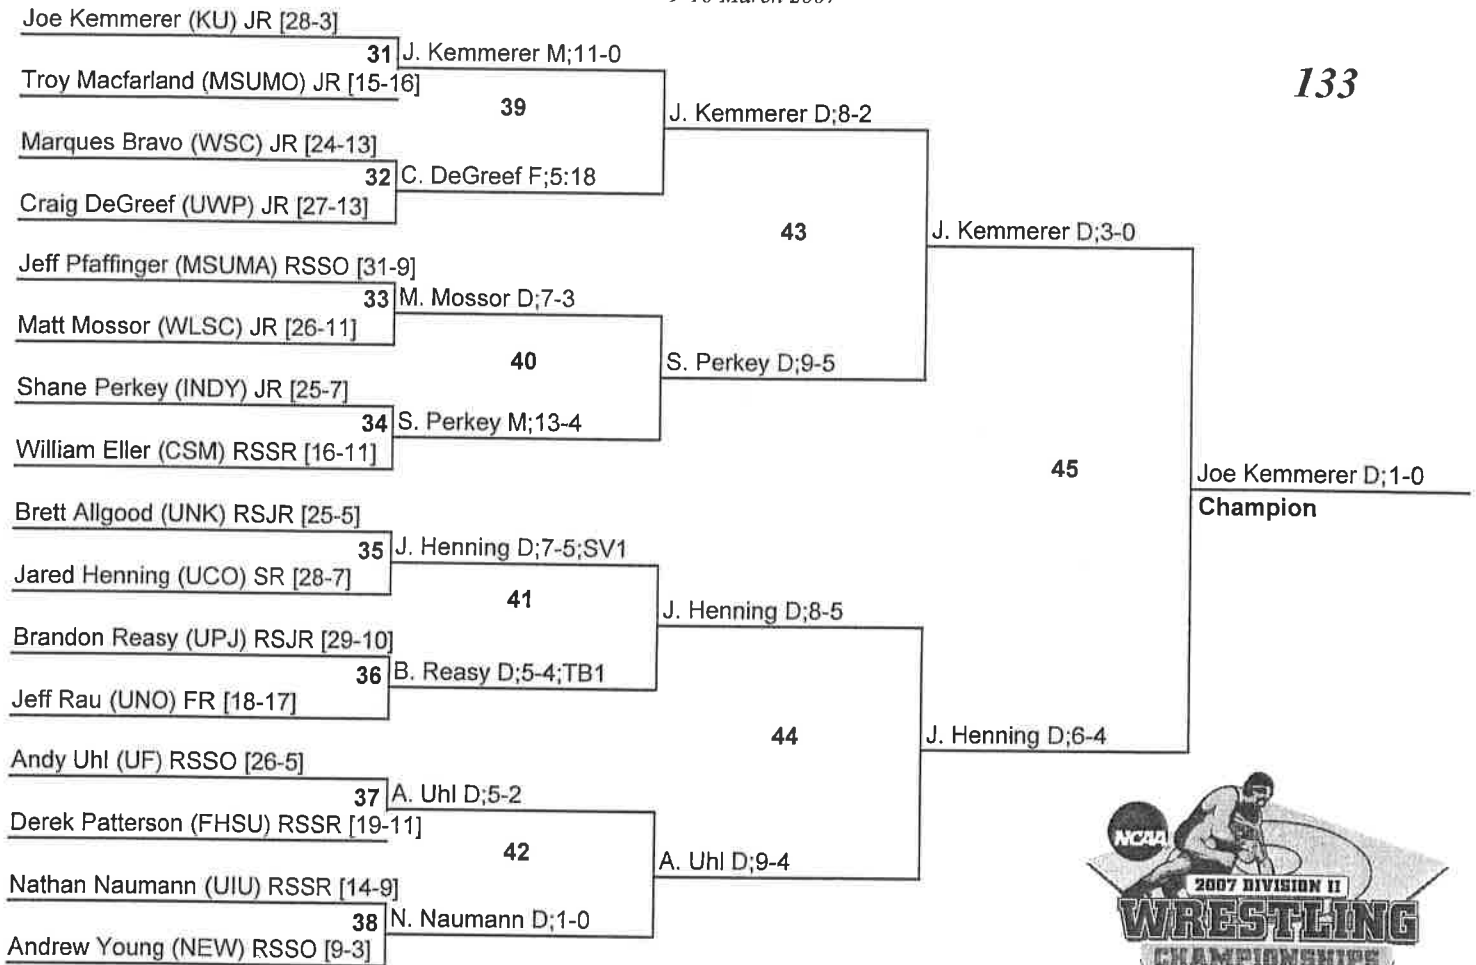 Joe Kemmerer (KU) JR [28-3]
31 J. Kemmerer M;11-0
Troy Macfarland (MSUMO) JR [15-16]
133
39
J. Kemmerer D;8-2
Marques Bravo (WSC) JR [24-13]
32 C. DeGreef F;5:18
Craig DeGreef (UWP) JR [27-13]
43
J. Kemmerer D;3-0
Jeff Pfaffinger (MSUMA) RSSO [31-9]
33 M. Mossor D;7-3
Matt Mossor (WLSC) JR [26-11]
40
S. Perkey D;9-5
Shane Perkey (INDY) JR [25-7]
34 S. Perkey M;13-4
William Eller (CSM) RSSR [16-11]
45
Joe Kemmerer D;1-0
Champion
Brett Allgood (UNK) RSJR [25-5]
35 J. Henning D;7-5;SV1
Jared Henning (UCO) SR [28-7]
41
J. Henning D;8-5
Brandon Reasy (UPJ) RSJR [29-10]
36 B. Reasy D;5-4;TB1
Jeff Rau (UNO) FR [18-17]
44
J. Henning D;6-4
Andy Uhl (UF) RSSO [26-5]
37 A. Uhl D;5-2
Derek Patterson (FHSU) RSSR [19-11]
42
A. Uhl D;9-4
Nathan Naumann (UIU) RSSR [14-9]
38 N. Naumann D;1-0
Andrew Young (NEW) RSSO [9-3]
NCAA
2007 DIVISION II
WRESTLING
CHAMPIONSHIPS